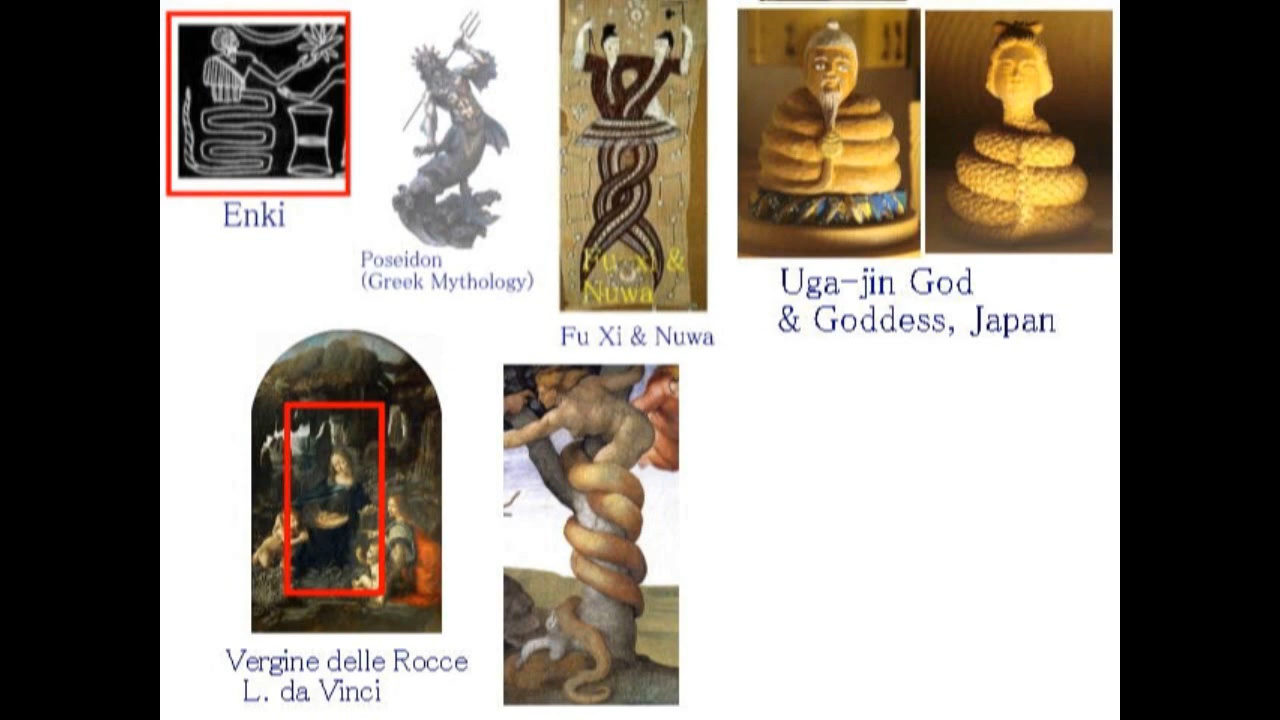 Enki
Poseidon
(Greek Mythology)
Fu Xi &
Nuwa
Fu Xi & Nuwa
Uga-jin God
& Goddess, Japan
Vergine delle Rocce
L. da Vinci